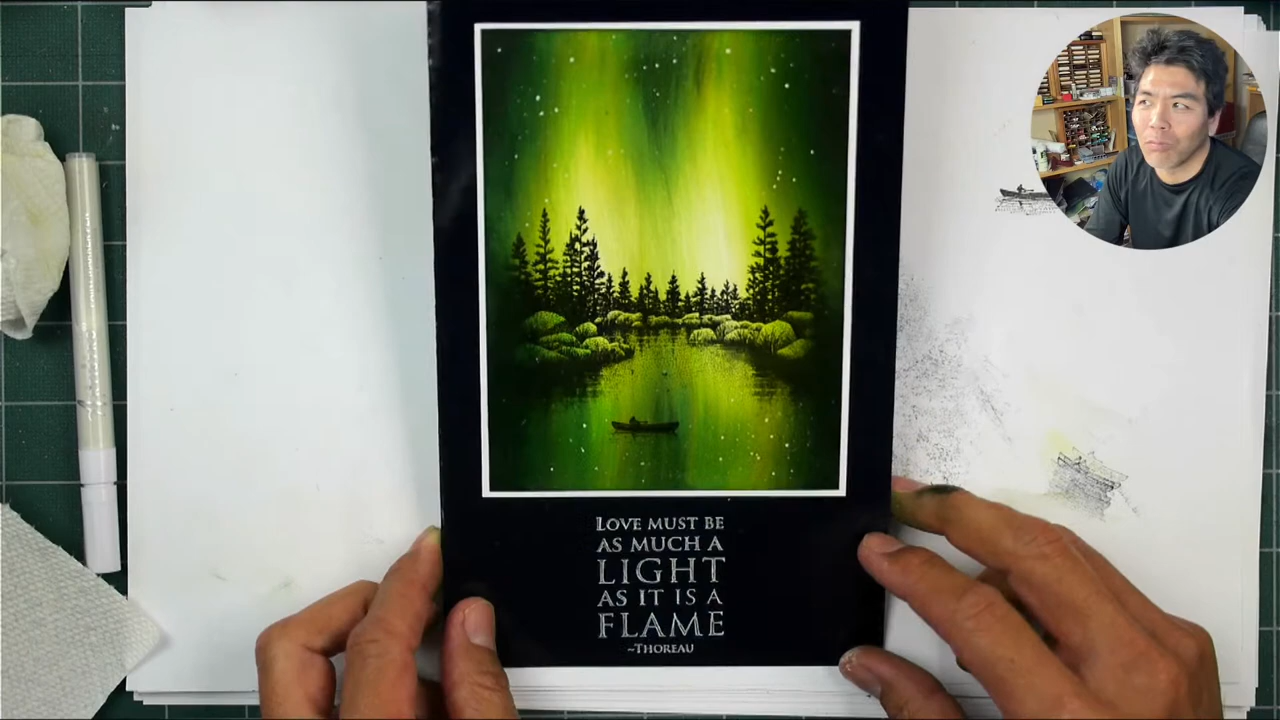 LOVE MUST BE
AS MUCH A
LIGHT
AS IT IS A
FLAME
~THOREAU